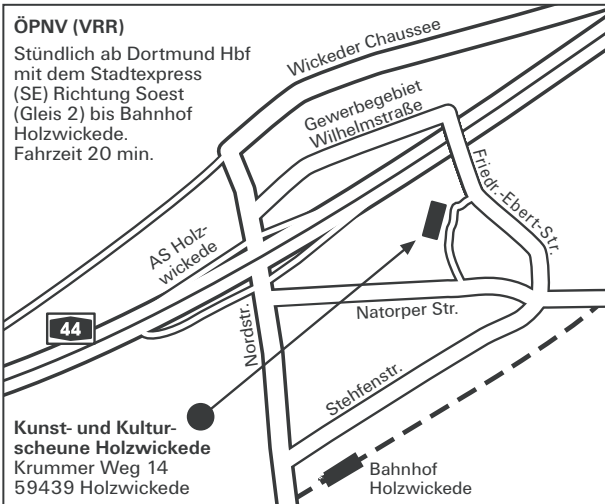 ÖPNV (VRR)
Stündlich ab Dortmund Hbf
mit dem Stadtexpress
(SE) Richtung Soest
(Gleis 2) bis Bahnhof
Holzwickede.
Fahrzeit 20 min.
Wickeder Chaussee
Gewerbegebiet
Wilhelmstraße
Friedr.-Ebert-Str.
AS Holz-
wickede
44
Nordstr.
Natorper Str.
Stehfenstr.
Kunst- und Kultur-
scheune Holzwickede
Krummer Weg 14
59439 Holzwickede
Bahnhof
Holzwickede